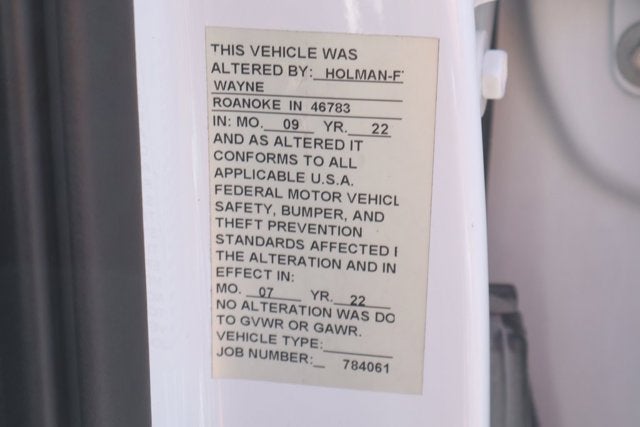 THIS VEHICLE WAS
ALTERED BY: HOLMAN-F
WAYNE
ROANOKE IN 46783
IN: MO. 09 YR. 22
AND AS ALTERED IT
CONFORMS TO ALL
APPLICABLE U.S.A.
FEDERAL MOTOR VEHICL
SAFETY, BUMPER, AND
THEFT PREVENTION
STANDARDS AFFECTED
THE ALTERATION AND IN
EFFECT IN:
MO. 07 YR. 22
NO ALTERATION WAS DO
TO GVWR OR GAWR.
VEHICLE TYPE:
JOB NUMBER: 784061